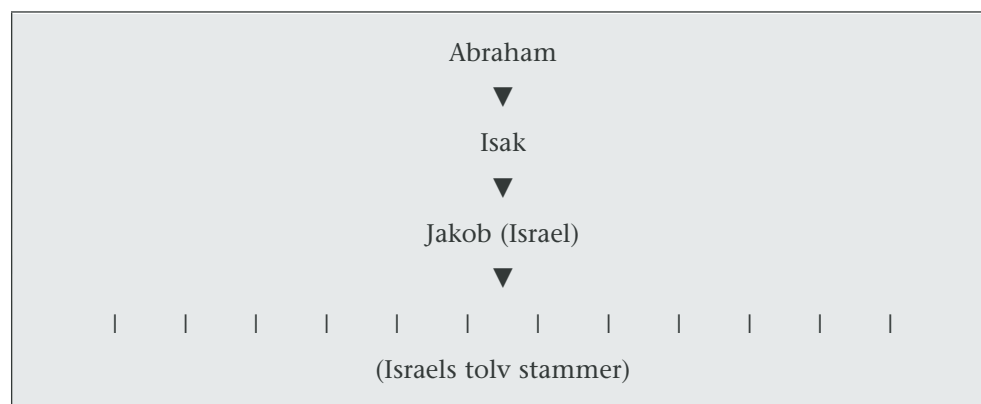 Abraham
▼
Isak
▼
Jakob (Israel)
▼
| | | | | | | | | | | |
(Israels tolv stammer)